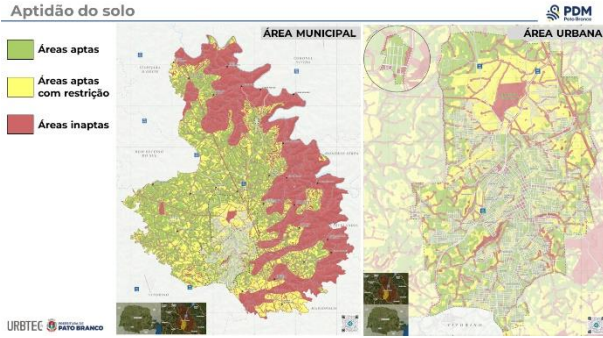 Aptidão do solo
PDM
Pato Branco
ÁREA MUNICIPAL
ÁREA URBANA
Áreas aptas
Áreas aptas
com restrição
Áreas inaptas
VITORINO
URBTEC
PREFEITURA DE
PATO BRANCO